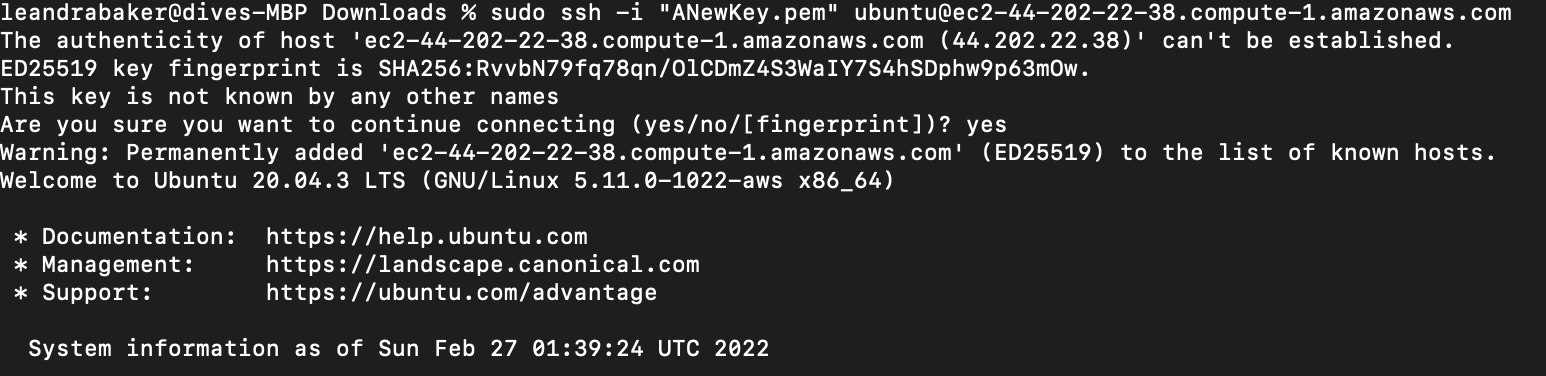 leandrabaker@dives-MBP Downloads % sudo ssh -i "ANewKey.pem" ubuntu@ec2-44-202-22-38.compute-1.amazonaws.com
The authenticity of host 'ec2-44-202-22-38.compute-1.amazonaws.com (44.202.22.38)' can't be established.
ED25519 key fingerprint is SHA256:RvvbN79fq78qn/OlCDmZ4S3WaIY7S4hSDphw9p63mOw.
This key is not known by any other names
Are you sure you want to continue connecting (yes/no/[fingerprint])? yes
Warning: Permanently added 'ec2-44-202-22-38.compute-1.amazonaws.com' (ED25519) to the list of known hosts.
Welcome to Ubuntu 20.04.3 LTS (GNU/Linux 5.11.0-1022-aws x86_64)

 * Documentation:  https://help.ubuntu.com
 * Management:     https://landscape.canonical.com
 * Support:        https://ubuntu.com/advantage

  System information as of Sun Feb 27 01:39:24 UTC 2022